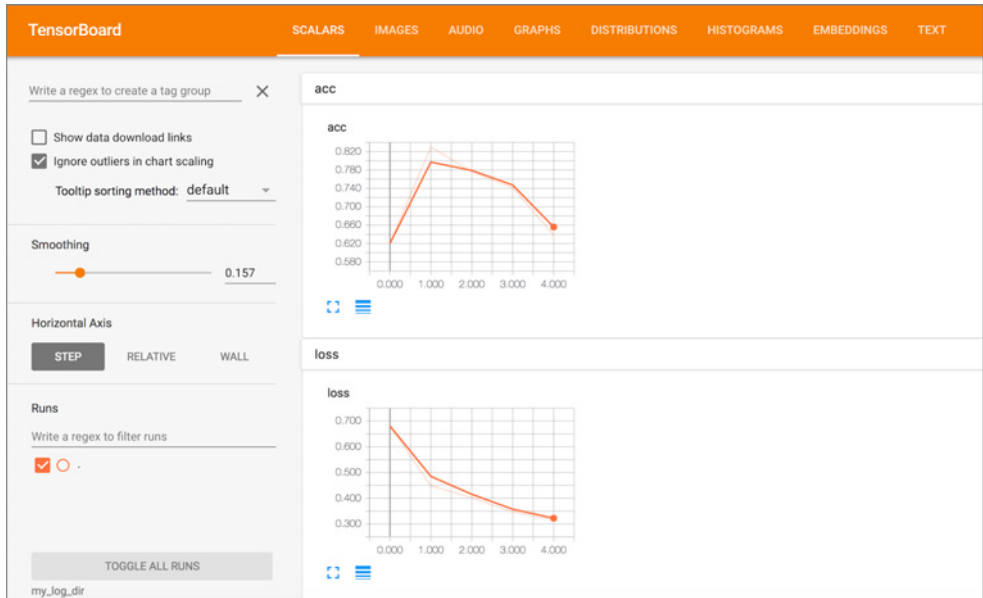 TensorBoard
SCALARS IMAGES AUDIO GRAPHS DISTRIBUTIONS HISTOGRAMS EMBEDDINGS TEXT
Write a regex to create a tag group
Show data download links
Ignore outliers in chart scaling
Tooltip sorting method: default
Smoothing
0.157
Horizontal Axis
STEP RELATIVE WALL
Runs
Write a regex to filter runs
.
TOGGLE ALL RUNS
my_log_dir
acc
acc
0.820
0.780
0.740
0.700
0.660
0.620
0.580
0.000 1.000 2.000 3.000 4.000
loss
loss
0.700
0.600
0.500
0.400
0.300
0.000 1.000 2.000 3.000 4.000